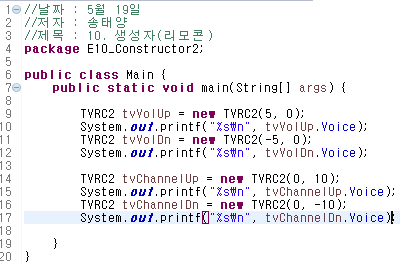 1 //날짜 : 5월 19일
2 //저자 : 송태양
3 //제목 : 10. 생성자(리모콘)
4 package E10_Constructor2;
5
6 public class Main {
7 public static void main(String[] args) {
8
9 TVRC2 tvVolUp = new TVRC2(5, 0);
10 System.out.printf("%s₩n", tvVolUp.Voice);
11 TVRC2 tvVolDn = new TVRC2(-5, 0);
12 System.out.printf("%s₩n", tvVolDn.Voice);
13
14 TVRC2 tvChannelUp = new TVRC2(0, 10);
15 System.out.printf("%s₩n", tvChannelUp.Voice);
16 TVRC2 tvChannelDn = new TVRC2(0, -10);
17 System.out.printf("%s₩n", tvChannelDn.Voice);
18
19 }
20 }